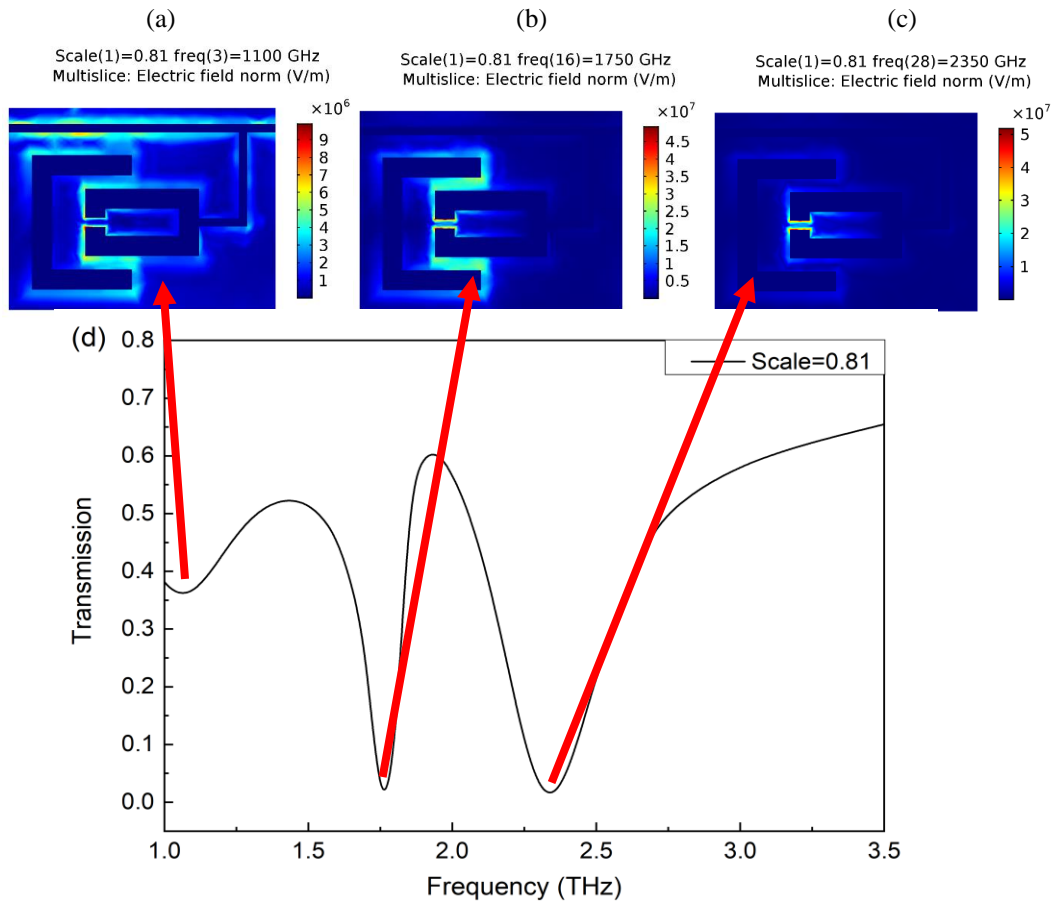 (a)
(b)
(c)
Scale(1)=0.81 freq(3)=1100 GHz
Multislice: Electric field norm (V/m)
Scale(1)=0.81 freq(16)=1750 GHz
Multislice: Electric field norm (V/m)
Scale(1)=0.81 freq(28)=2350 GHz
Multislice: Electric field norm (V/m)
×10⁶
9
8
7
6
5
4
3
2
1
×10⁷
4.5
4
3.5
3
2.5
2
1.5
1
0.5
×10⁷
5
4
3
2
1
(d)
Scale=0.81
0.8
0.7
0.6
0.5
0.4
0.3
0.2
0.1
0.0
Transmission
1.0 1.5 2.0 2.5 3.0 3.5
Frequency (THz)